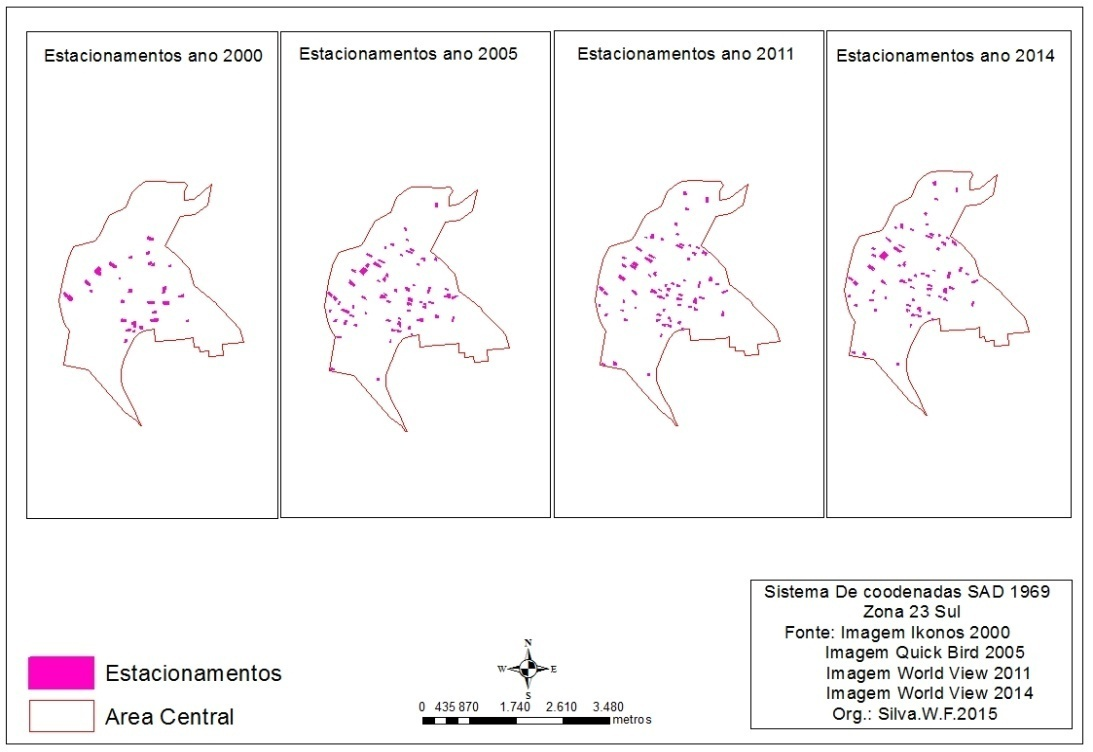 Estacionamentos ano 2000
Estacionamentos ano 2005
Estacionamentos ano 2011
Estacionamentos ano 2014
Estacionamentos
Area Central
N
W E
S
0 435 870 1.740 2.610 3.480
metros
Sistema De coodenadas SAD 1969
Zona 23 Sul
Fonte: Imagem Ikonos 2000
Imagem Quick Bird 2005
Imagem World View 2011
Imagem World View 2014
Org.: Silva.W.F.2015